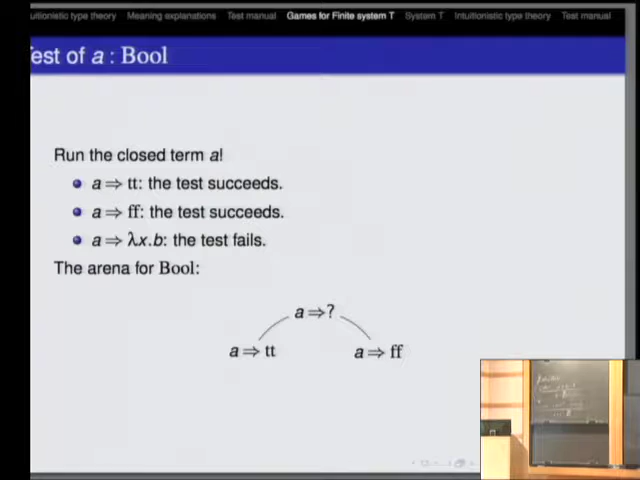 uitionistic type theory Meaning explanations Test manual Games for Finite system T System T Intuitionistic type theory Test manual
Test of a : Bool
Run the closed term a!
a ⇒ tt: the test succeeds.
a ⇒ ff: the test succeeds.
a ⇒ λx.b: the test fails.
The arena for Bool:
a ⇒?
a ⇒ tt a ⇒ ff